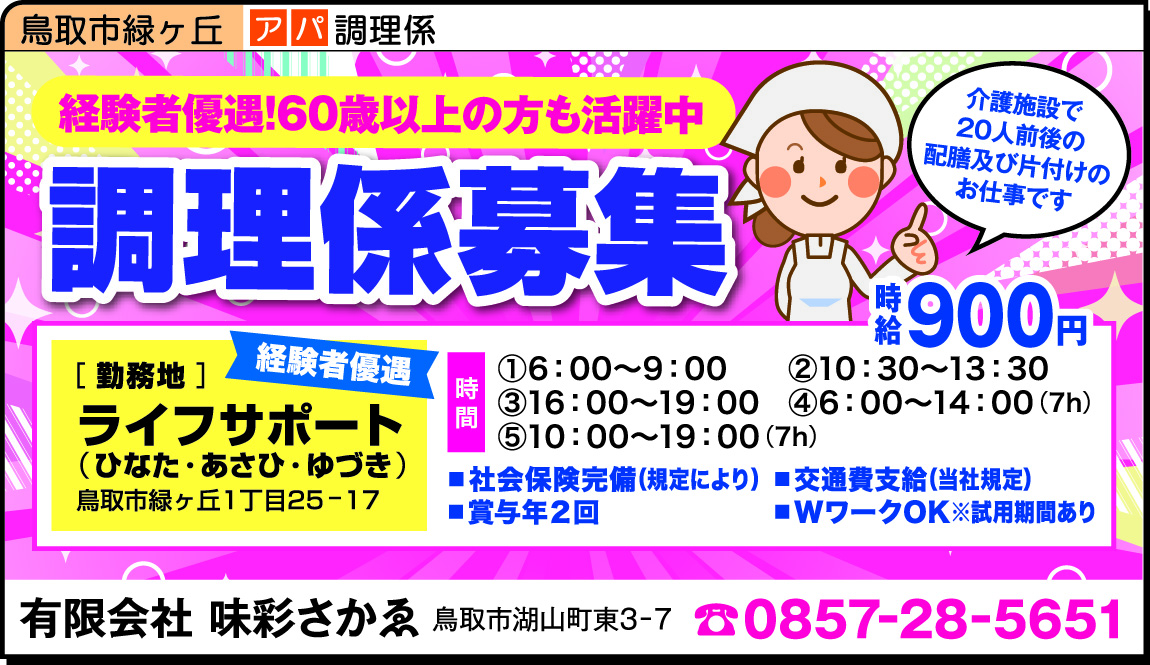 鳥取市緑ヶ丘 アパ 調理係
経験者優遇!60歳以上の方も活躍中
調理係募集
介護施設で
20人前後の
配膳及び片付けの
お仕事です
時給900円
[ 勤務地 ]
経験者優遇
ライフサポート
(ひなた・あさひ・ゆづき)
鳥取市緑ヶ丘1丁目25-17
時間
①6：00〜9：00 ②10：30〜13：30
③16：00〜19：00 ④6：00〜14：00(7h)
⑤10：00〜19：00(7h)
■社会保険完備(規定により) ■交通費支給(当社規定)
■賞与年2回 ■WワークOK※試用期間あり
有限会社 味彩さかゑ 鳥取市湖山町東3-7 ☎0857-28-5651